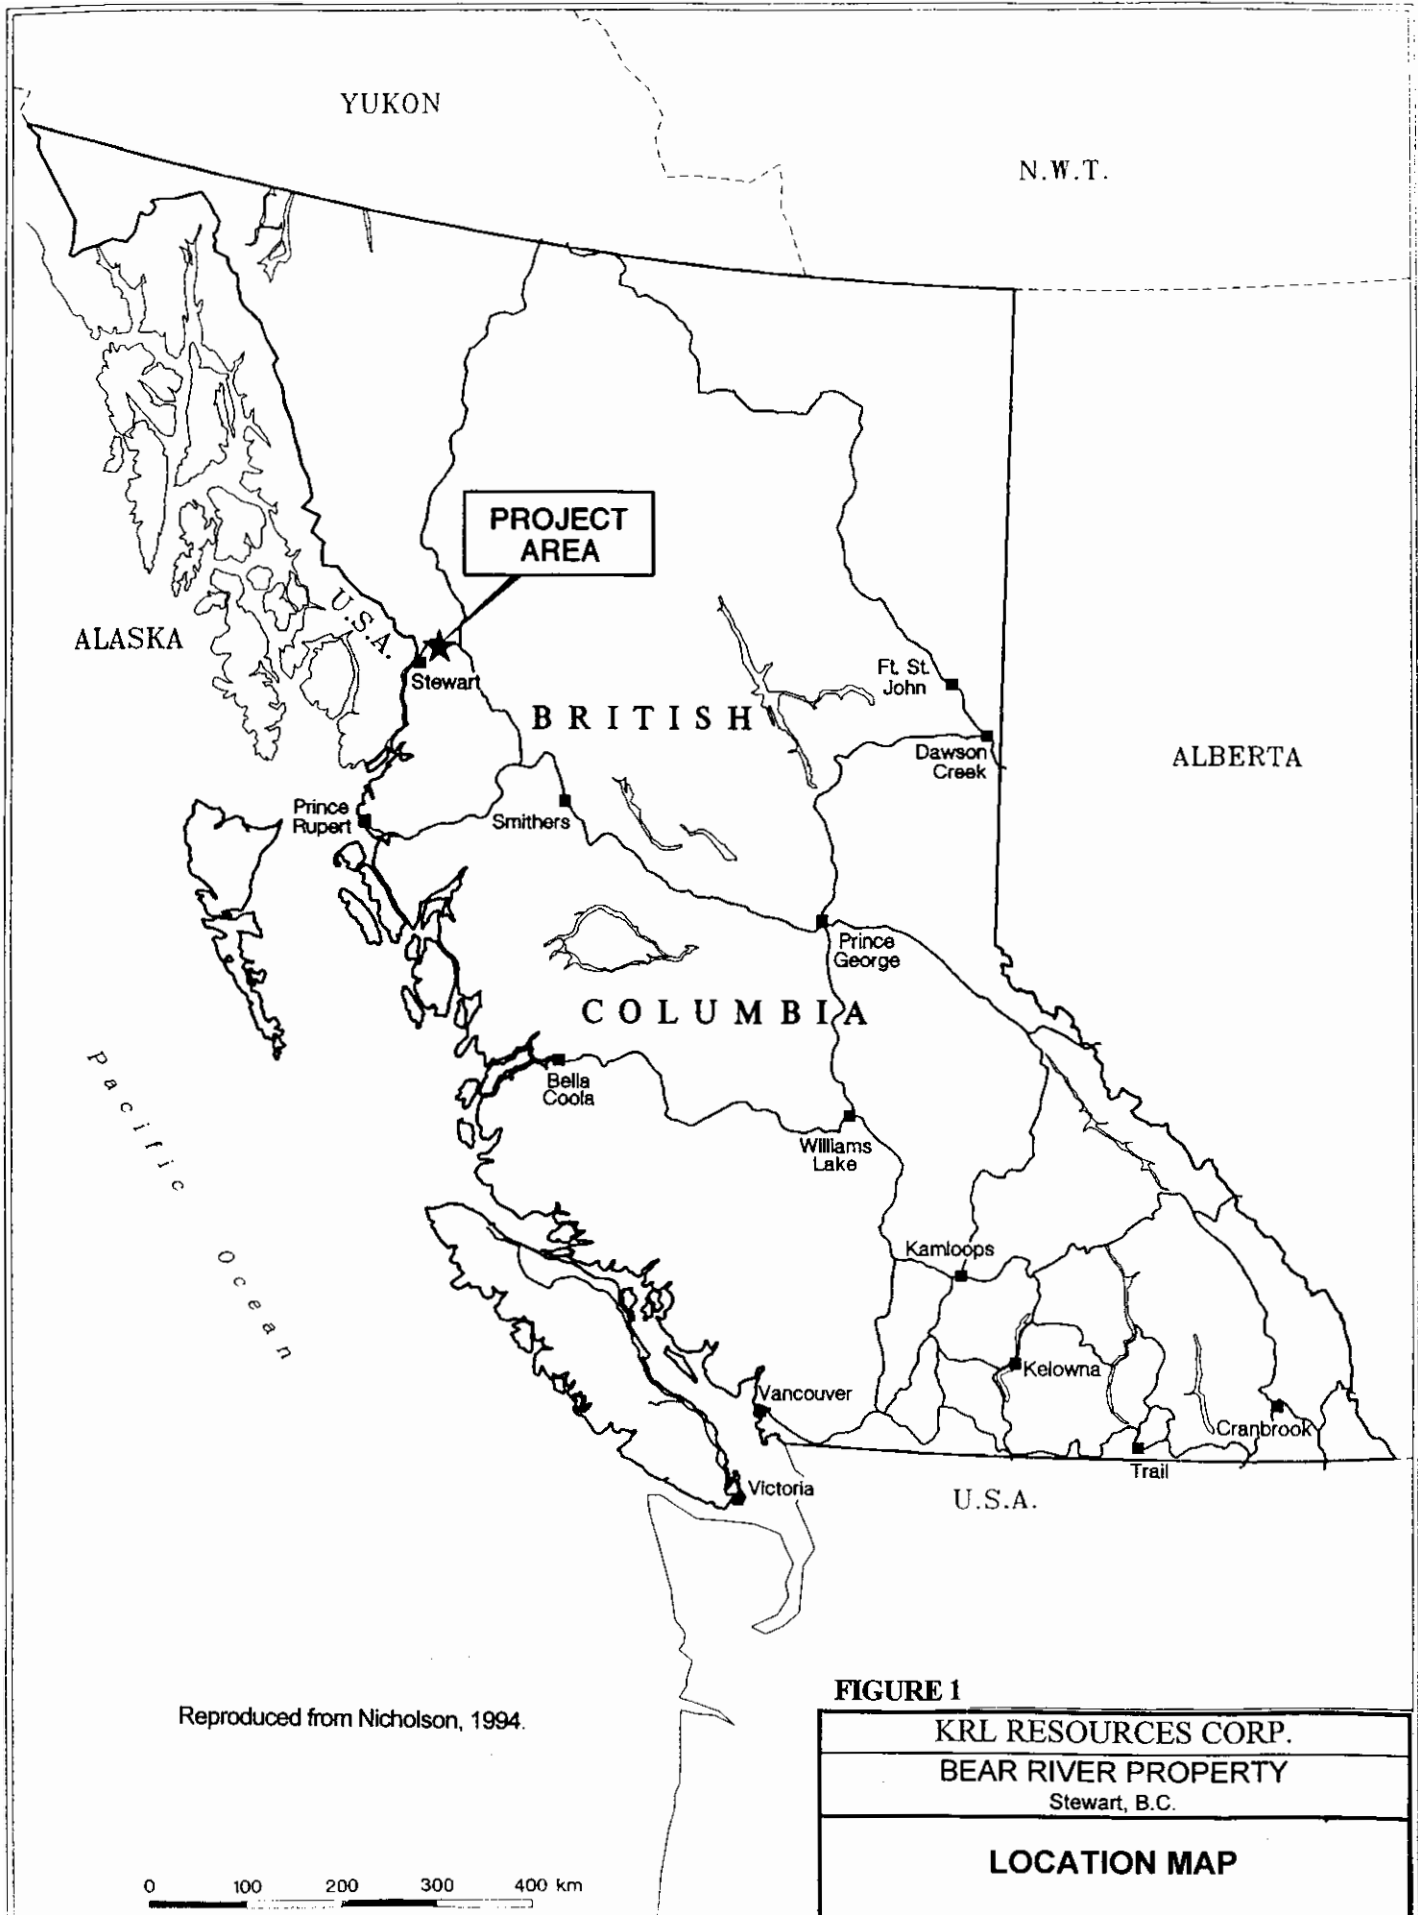 YUKON
N.W.T.
PROJECT
AREA
U.S.A.
ALASKA
Stewart
Ft. St.
John
BRITISH
Dawson
Creek
ALBERTA
Prince
Rupert
Smithers
Prince
George
COLUMBIA
Pacific Ocean
Bella
Coola
Williams
Lake
Kamloops
Kelowna
Vancouver
Cranbrook
Trail
Victoria
U.S.A.
FIGURE 1
Reproduced from Nicholson, 1994.
KRL RESOURCES CORP.
BEAR RIVER PROPERTY
Stewart, B.C.
LOCATION MAP
0 100 200 300 400 km